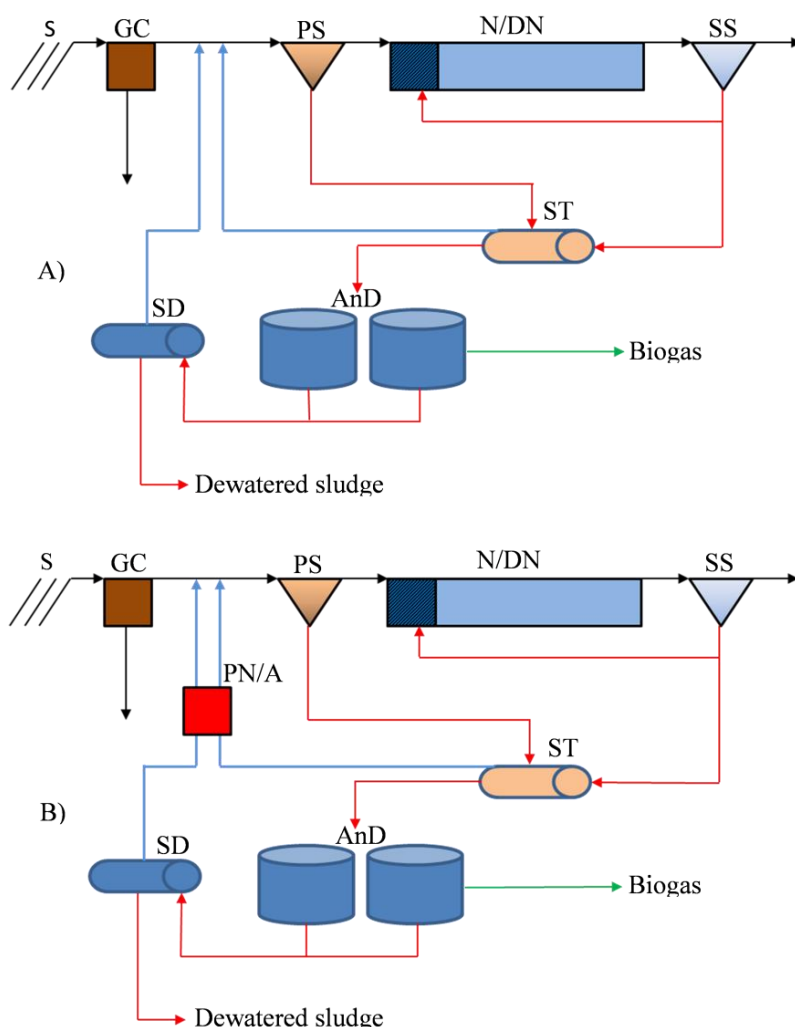 S
GC
PS
N/DN
SS
ST
A)
AnD
SD
Biogas
Dewatered sludge
S
GC
PS
N/DN
SS
PN/A
ST
B)
AnD
SD
Biogas
Dewatered sludge